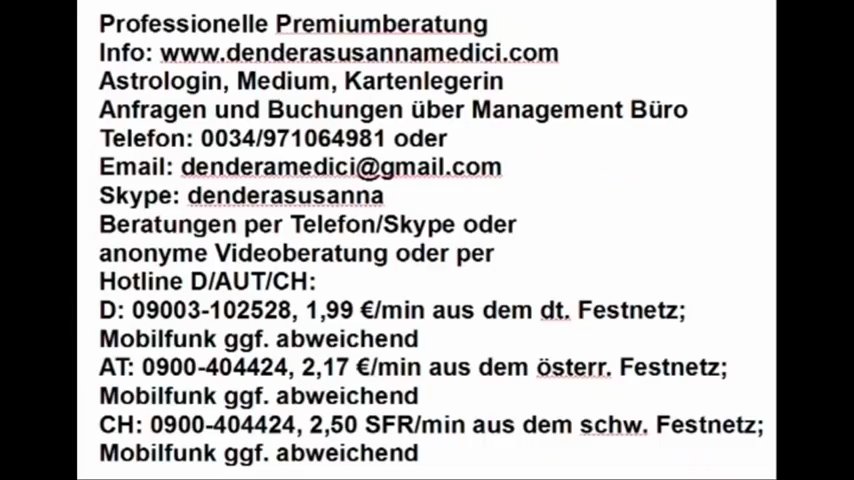 Professionelle Premiumberatung
Info: www.denderasusannamedici.com
Astrologin, Medium, Kartenlegerin
Anfragen und Buchungen über Management Büro
Telefon: 0034/971064981 oder
Email: denderamedici@gmail.com
Skype: denderasusanna
Beratungen per Telefon/Skype oder
anonyme Videoberatung oder per
Hotline D/AUT/CH:
D: 09003-102528, 1,99 €/min aus dem dt. Festnetz;
Mobilfunk ggf. abweichend
AT: 0900-404424, 2,17 €/min aus dem österr. Festnetz;
Mobilfunk ggf. abweichend
CH: 0900-404424, 2,50 SFR/min aus dem schw. Festnetz;
Mobilfunk ggf. abweichend